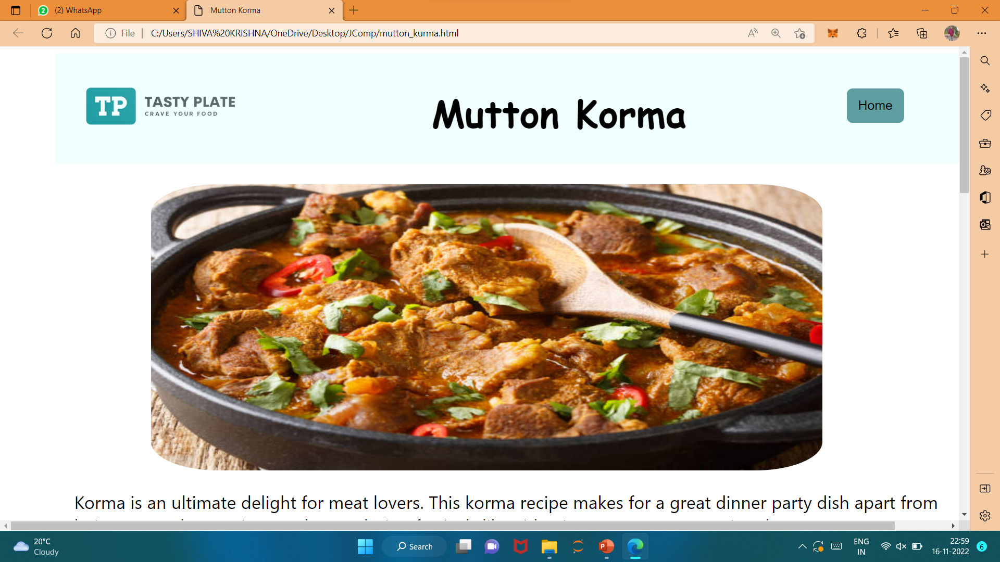 2
(2) WhatsApp
Mutton Korma
File
C:/Users/SHIVA%20KRISHNA/OneDrive/Desktop/JComp/mutton_kurma.html
TP
TASTY PLATE
CRAVE YOUR FOOD
Mutton Korma
Home
Korma is an ultimate delight for meat lovers. This korma recipe makes for a great dinner party dish apart from
20°C
Cloudy
Search
ENG
IN
22:59
16-11-2022
6